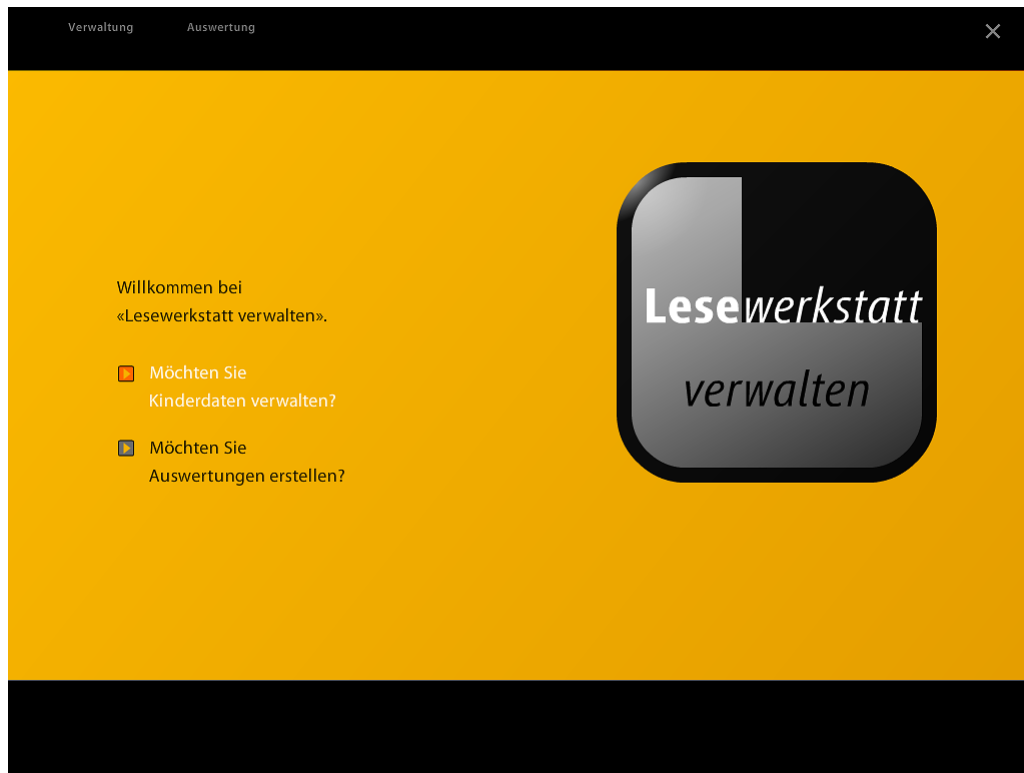 Verwaltung
Auswertung
Willkommen bei
«Lesewerkstatt verwalten».
Möchten Sie
Kinderdaten verwalten?
Möchten Sie
Auswertungen erstellen?
Lesewerkstatt
verwalten